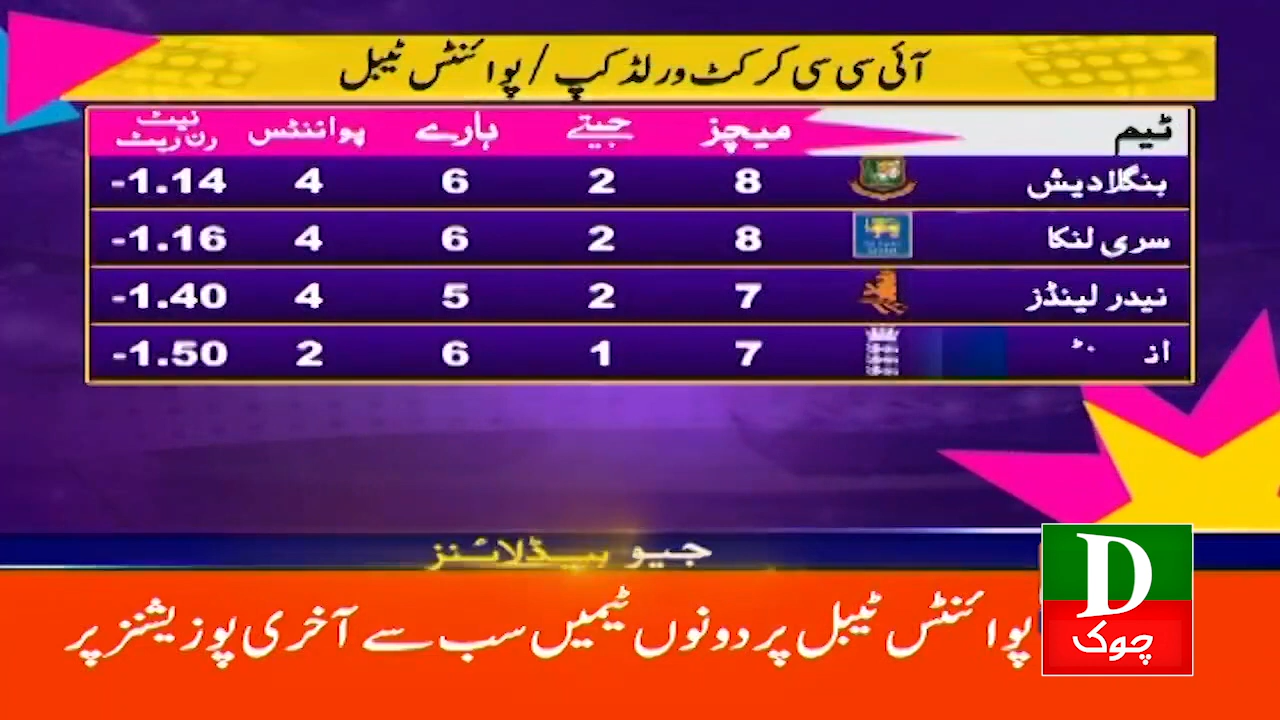 آئی سی سی کرکٹ ورلڈ کپ / پوائنٹس ٹیبل
ٹیم میچز جیتے ہارے پوائنٹس نیٹ رن ریٹ
بنگلادیش 8 2 6 4 -1.14
سری لنکا 8 2 6 4 -1.16
نیدر لینڈز 7 2 5 4 -1.40
7 1 6 2 -1.50
جیو ہیڈلائنز
پوائنٹس ٹیبل پر دونوں ٹیمیں سب سے آخری پوزیشنز پر
D
چوک